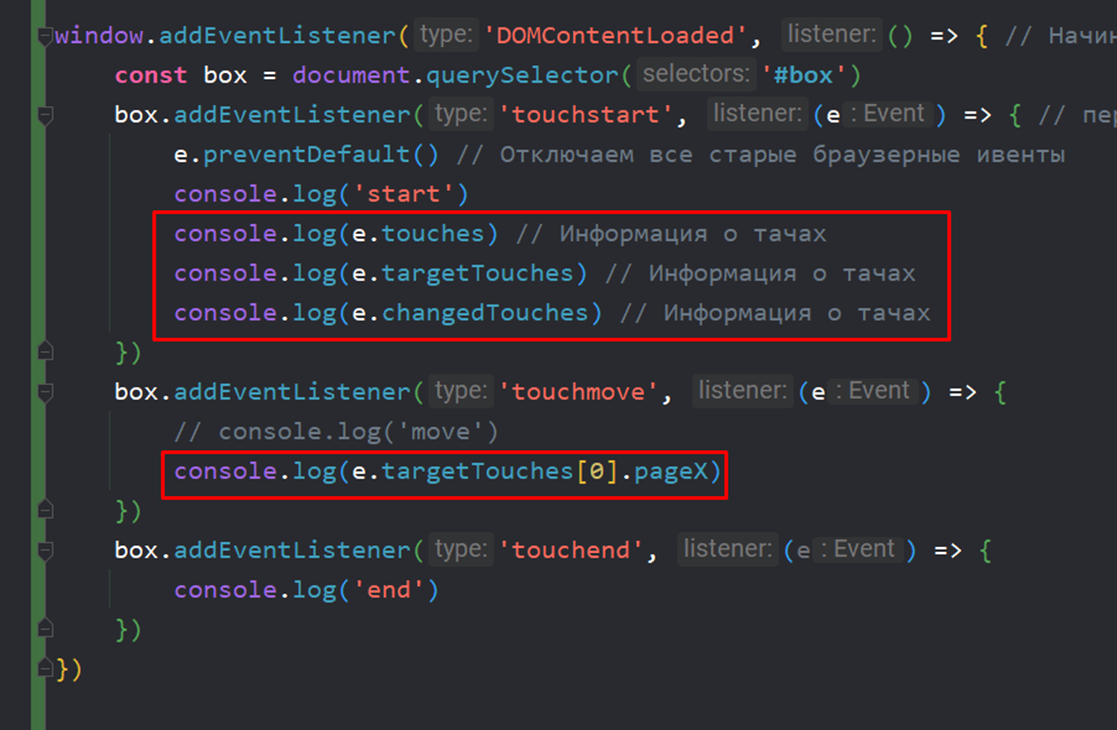 window.addEventListener( type: 'DOMContentLoaded', listener: () => { // Начин
const box = document.querySelector( selectors: '#box')
box.addEventListener( type: 'touchstart', listener: (e : Event ) => { // пер
e.preventDefault() // Отключаем все старые браузерные ивенты
console.log('start')
console.log(e.touches) // Информация о тачах
console.log(e.targetTouches) // Информация о тачах
console.log(e.changedTouches) // Информация о тачах
})
box.addEventListener( type: 'touchmove', listener: (e : Event ) => {
// console.log('move')
console.log(e.targetTouches[0].pageX)
})
box.addEventListener( type: 'touchend', listener: (e : Event ) => {
console.log('end')
})
})